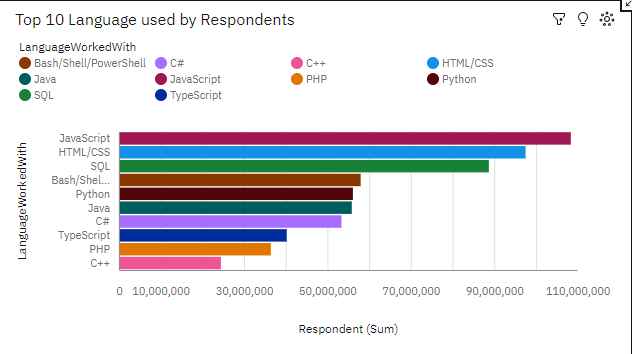 Top 10 Language used by Respondents
LanguageWorkedWith
Bash/Shell/PowerShell C# C++ HTML/CSS
Java JavaScript PHP Python
SQL TypeScript
LanguageWorkedWith
JavaScript
HTML/CSS
SQL
Bash/Shel...
Python
Java
C#
TypeScript
PHP
C++
0 10,000,000 30,000,000 50,000,000 70,000,000 90,000,000 110,000,000
Respondent (Sum)